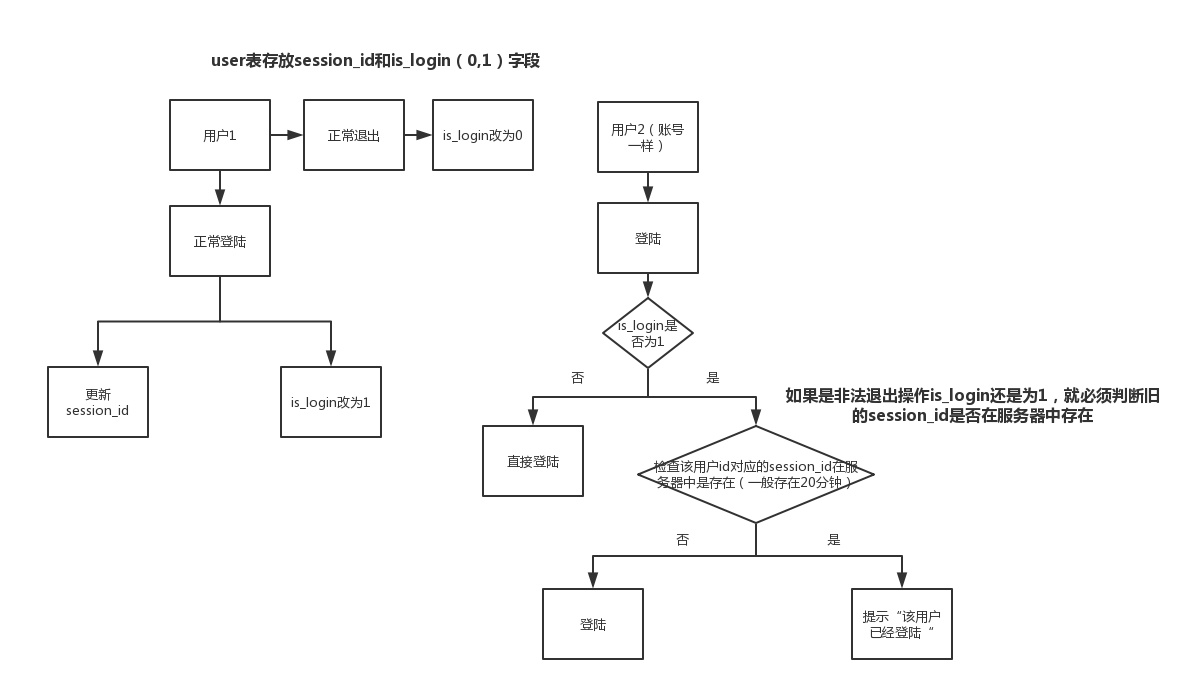 user表存放session_id和is_login（0,1）字段
用户1
正常退出
is_login改为0
用户2（账号
一样）
正常登陆
登陆
is_login是
否为1
否
是
更新
session_id
is_login改为1
如果是非法退出操作is_login还是为1，就必须判断旧
的session_id是否在服务器中存在
直接登陆
检查该用户id对应的session_id在服
务器中是存在（一般存在20分钟）
否
是
登陆
提示“该用户
已经登陆“